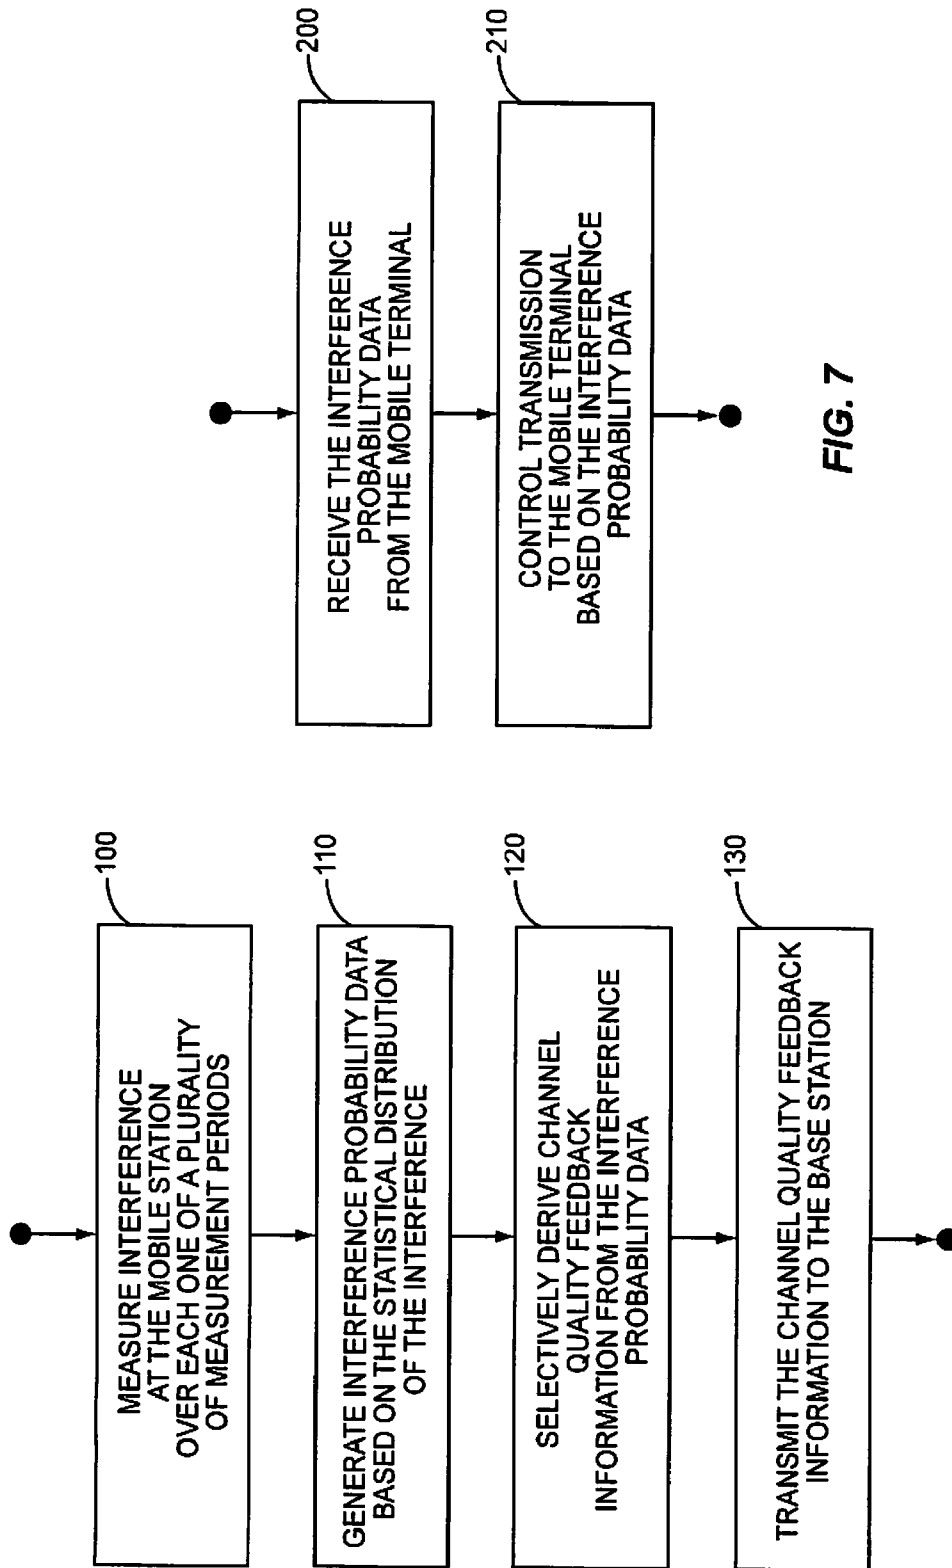 100
MEASURE INTERFERENCE
AT THE MOBILE STATION
OVER EACH ONE OF A PLURALITY
OF MEASUREMENT PERIODS
110
GENERATE INTERFERENCE PROBABILITY DATA
BASED ON THE STATISTICAL DISTRIBUTION
OF THE INTERFERENCE
120
SELECTIVELY DERIVE CHANNEL
QUALITY FEEDBACK
INFORMATION FROM THE INTERFERENCE
PROBABILITY DATA
130
TRANSMIT THE CHANNEL QUALITY FEEDBACK
INFORMATION TO THE BASE STATION
200
RECEIVE THE INTERFERENCE
PROBABILITY DATA
FROM THE MOBILE TERMINAL
210
CONTROL TRANSMISSION
TO THE MOBILE TERMINAL
BASED ON THE INTERFERENCE
PROBABILITY DATA
FIG. 7